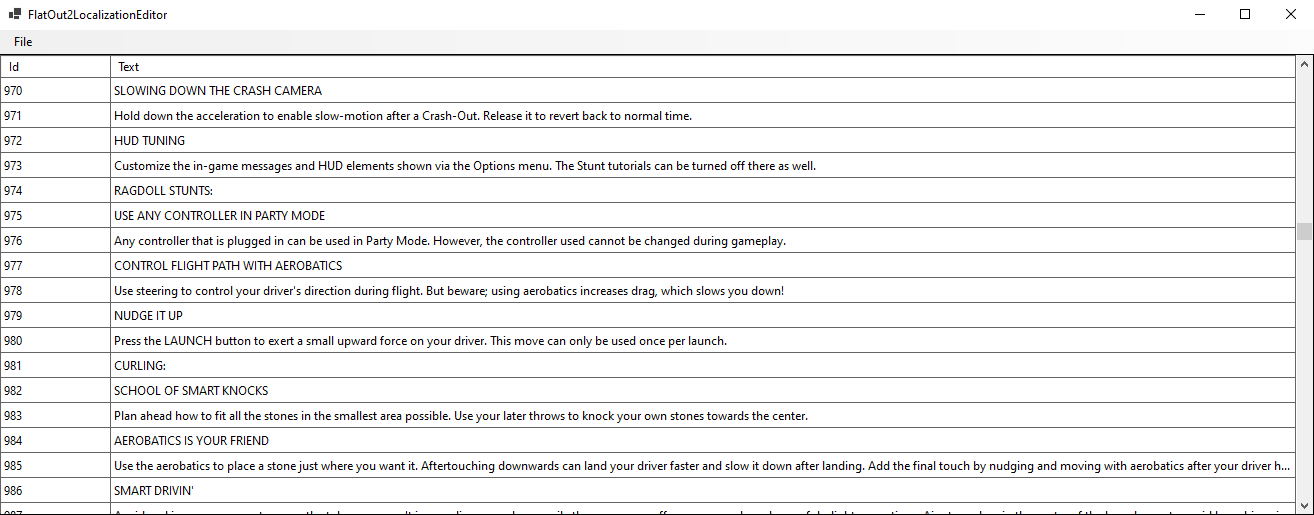 FlatOut2LocalizationEditor
File
Id Text
970 SLOWING DOWN THE CRASH CAMERA
971 Hold down the acceleration to enable slow-motion after a Crash-Out. Release it to revert back to normal time.
972 HUD TUNING
973 Customize the in-game messages and HUD elements shown via the Options menu. The Stunt tutorials can be turned off there as well.
974 RAGDOLL STUNTS:
975 USE ANY CONTROLLER IN PARTY MODE
976 Any controller that is plugged in can be used in Party Mode. However, the controller used cannot be changed during gameplay.
977 CONTROL FLIGHT PATH WITH AEROBATICS
978 Use steering to control your driver's direction during flight. But beware; using aerobatics increases drag, which slows you down!
979 NUDGE IT UP
980 Press the LAUNCH button to exert a small upward force on your driver. This move can only be used once per launch.
981 CURLING:
982 SCHOOL OF SMART KNOCKS
983 Plan ahead how to fit all the stones in the smallest area possible. Use your later throws to knock your own stones towards the center.
984 AEROBATICS IS YOUR FRIEND
985 Use the aerobatics to place a stone just where you want it. Aftertouching downwards can land your driver faster and slow it down after landing. Add the final touch by nudging and moving with aerobatics after your driver h...
986 SMART DRIVIN'